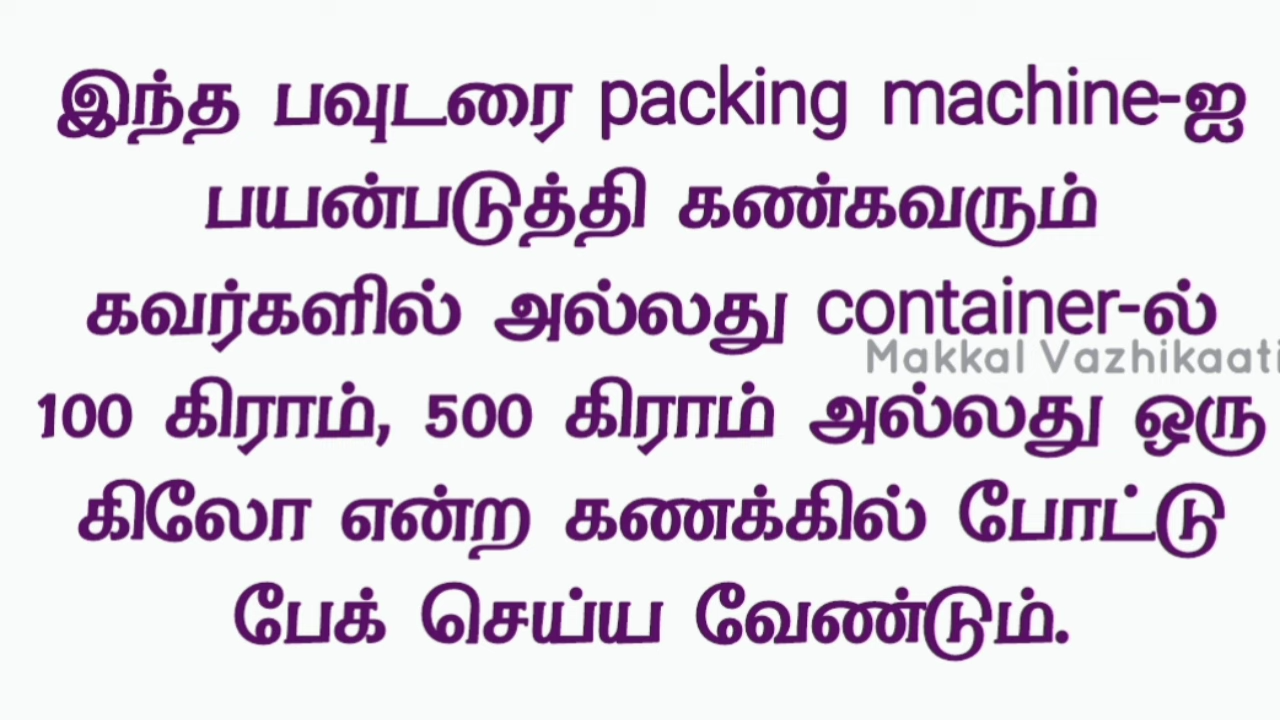 இந்த பவுடரை packing machine-ஐ
பயன்படுத்தி கண்கவரும்
கவர்களில் அல்லது container-ல்
Makkal Vazhikaati
100 கிராம், 500 கிராம் அல்லது ஒரு
கிலோ என்ற கணக்கில் போட்டு
பேக் செய்ய வேண்டும்.